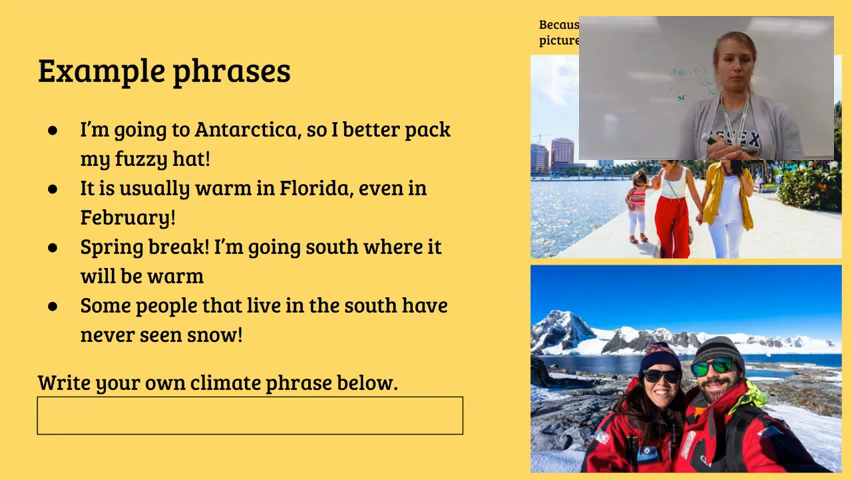 Example phrases
● I'm going to Antarctica, so I better pack
my fuzzy hat!
● It is usually warm in Florida, even in
February!
● Spring break! I'm going south where it
will be warm
● Some people that live in the south have
never seen snow!
Write your own climate phrase below.